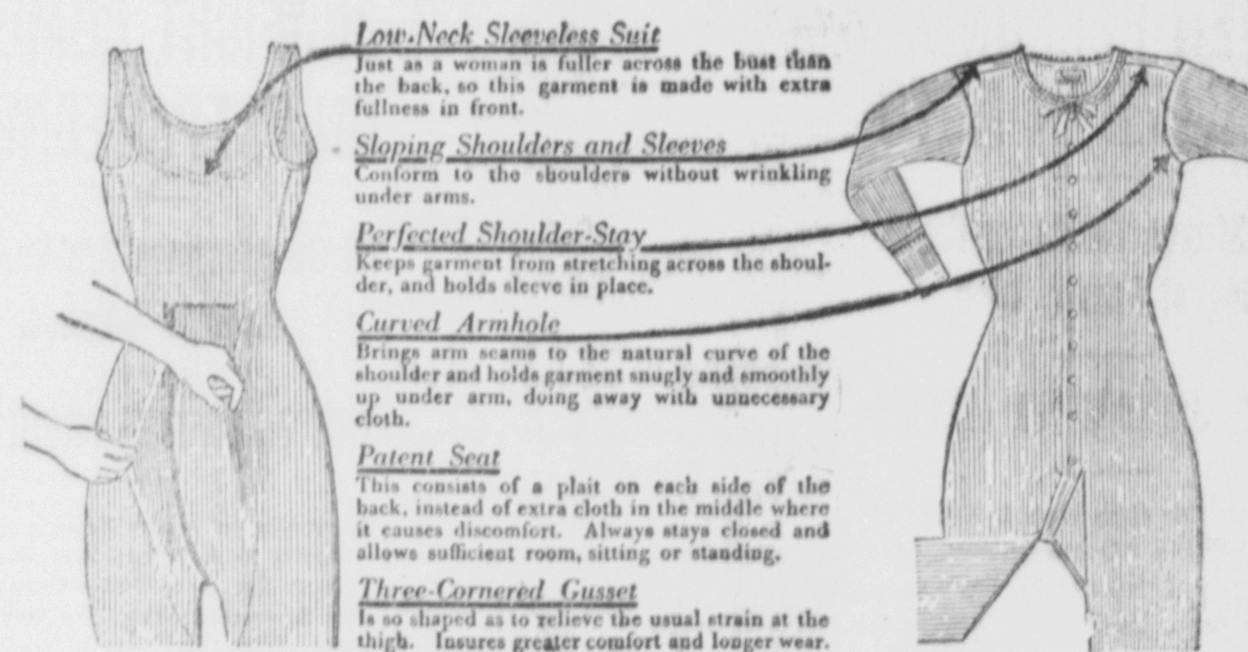 Low-Neck Sleeveless Suit
Just as a woman is fuller across the bust than
the back, so this garment is made with extra
fullness in front.
Sloping Shoulders and Sleeves
Conform to the shoulders without wrinkling
under arms.
Perfected Shoulder-Stay
Keeps garment from stretching across the shoul-
der, and holds sleeve in place.
Curved Armhole
Brings arm seams to the natural curve of the
shoulder and holds garment snugly and smoothly
up under arm, doing away with unnecessary
cloth.
Patent Seat
This consists of a plait on each side of the
back, instead of extra cloth in the middle where
it causes discomfort. Always stays closed and
allows sufficient room, sitting or standing.
Three-Cornered Gusset
Is so shaped as to relieve the usual strain at the
thigh. Insures greater comfort and longer wear.